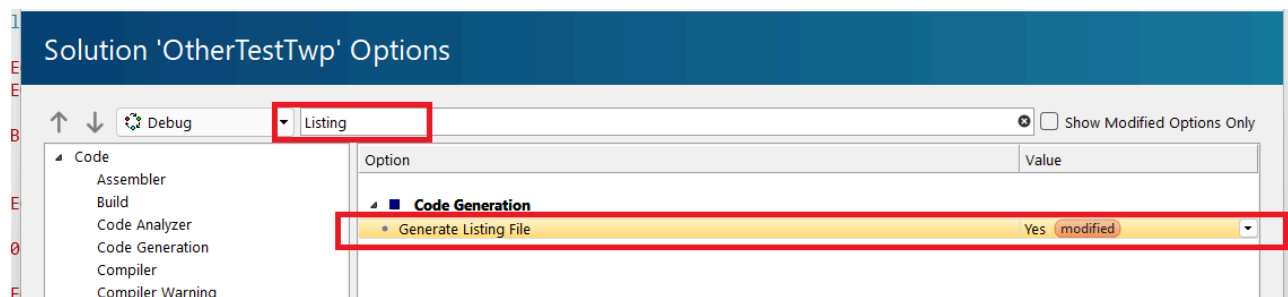 Solution 'OtherTestTwp' Options
Debug Listing Show Modified Options Only
Code
Assembler
Build
Code Analyzer
Code Generation
Compiler
Compiler Warning
Option Value
Code Generation
Generate Listing File Yes modified